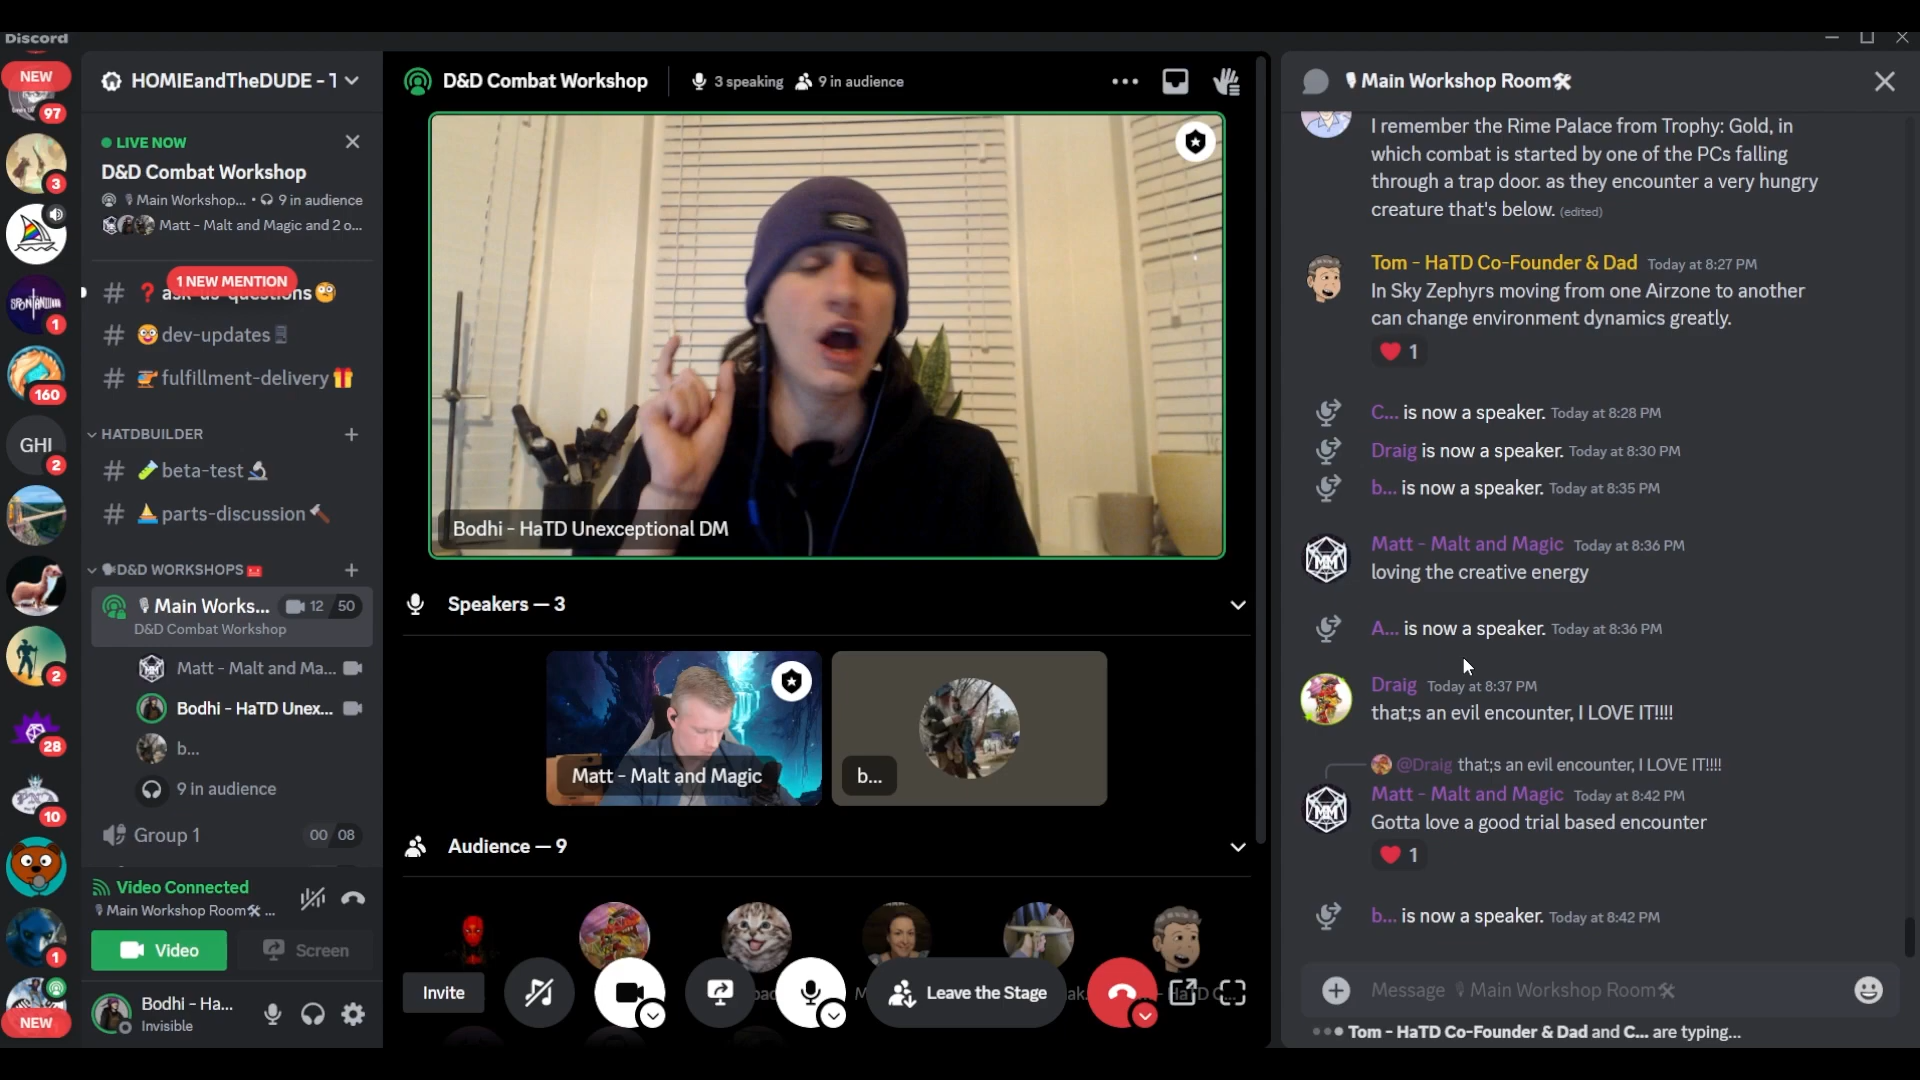 Discord
NEW
97
3
SPONTANIUM
1
160
GHI
2
2
28
10
1
NEW
HOMIEandTheDUDE - T
LIVE NOW
D&D Combat Workshop
Main Workshop... • 9 in audience
Matt - Malt and Magic and 2 o...
1 NEW MENTION
# ❓ask-us-questions🧐
# dev-updates
# fulfillment-delivery🎁
HATDBUILDER
# 🧪beta-test🔬
# ⛵parts-discussion🔨
D&D WORKSHOPS
🎙Main Works... 12 50
D&D Combat Workshop
Matt - Malt and Ma...
Bodhi - HaTD Unex...
b...
9 in audience
Group 1 00 08
Video Connected
🎙Main Workshop Room🛠 ...
Video
Screen
Bodhi - Ha...
Invisible
D&D Combat Workshop
3 speaking 9 in audience
Bodhi - HaTD Unexceptional DM
Speakers — 3
MM
Matt - Malt and Magic
b...
Audience — 9
Invite
Leave the Stage
🎙Main Workshop Room🛠
I remember the Rime Palace from Trophy: Gold, in
which combat is started by one of the PCs falling
through a trap door. as they encounter a very hungry
creature that's below. (edited)
Tom - HaTD Co-Founder & Dad Today at 8:27 PM
In Sky Zephyrs moving from one Airzone to another
can change environment dynamics greatly.
❤️ 1
C... is now a speaker. Today at 8:28 PM
Draig is now a speaker. Today at 8:30 PM
b... is now a speaker. Today at 8:35 PM
Matt - Malt and Magic Today at 8:36 PM
loving the creative energy
A... is now a speaker. Today at 8:36 PM
Draig Today at 8:37 PM
that;s an evil encounter, I LOVE IT!!!!
@Draig that;s an evil encounter, I LOVE IT!!!!
Matt - Malt and Magic Today at 8:42 PM
Gotta love a good trial based encounter
❤️ 1
b... is now a speaker. Today at 8:42 PM
Message 🎙Main Workshop Room🛠
Tom - HaTD Co-Founder & Dad and C... are typing...